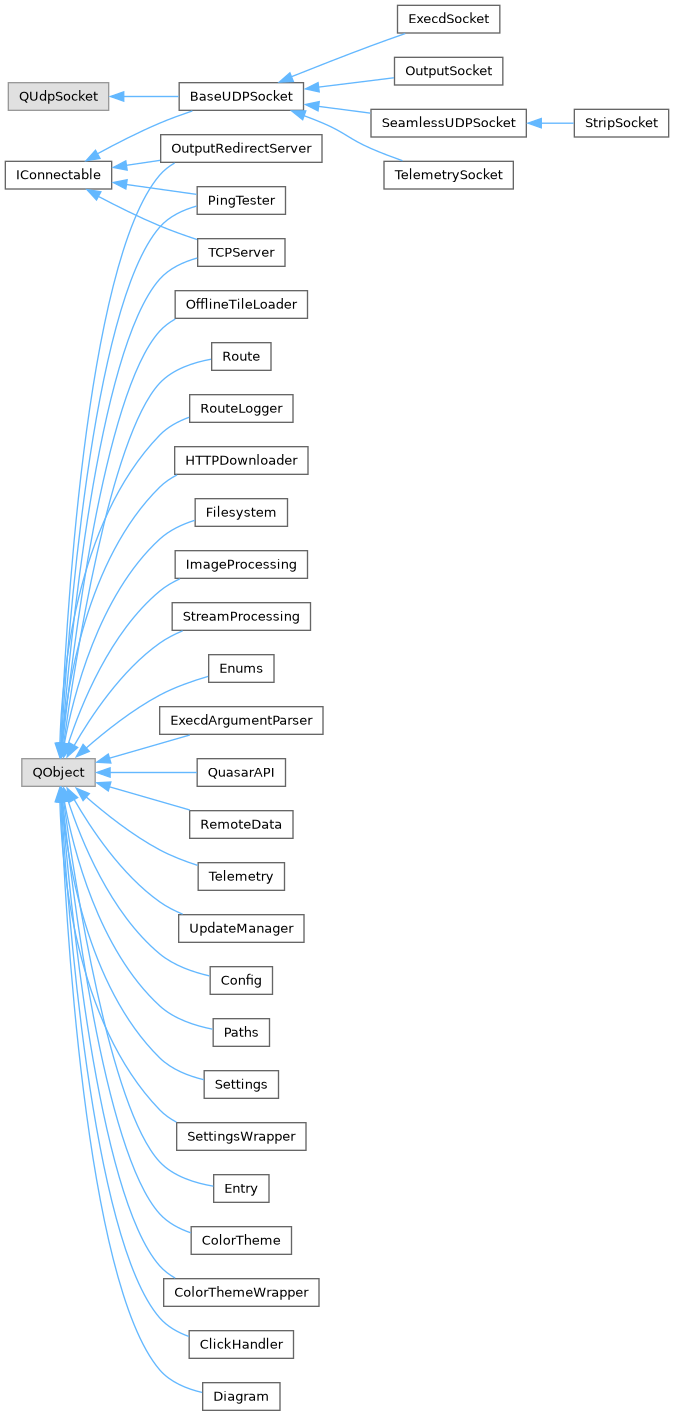 ExecdSocket
OutputSocket
QUdpSocket
BaseUDPSocket
SeamlessUDPSocket
StripSocket
OutputRedirectServer
IConnectable
TelemetrySocket
PingTester
TCPServer
OfflineTileLoader
Route
RouteLogger
HTTPDownloader
Filesystem
ImageProcessing
StreamProcessing
Enums
ExecdArgumentParser
QObject
QuasarAPI
RemoteData
Telemetry
UpdateManager
Config
Paths
Settings
SettingsWrapper
Entry
ColorTheme
ColorThemeWrapper
ClickHandler
Diagram